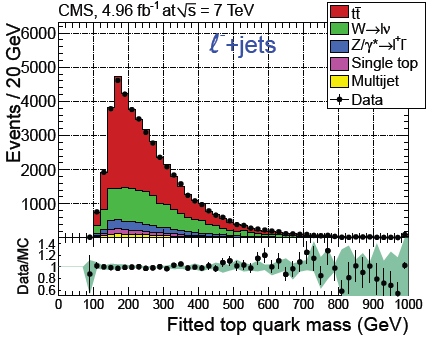 CMS, 4.96 fb⁻¹ at √s = 7 TeV
ℓ⁻+jets
tt̄
W→lν
Z/γ*→l⁺l⁻
Single top
Multijet
Data
Events / 20 GeV
6000
5000
4000
3000
2000
1000
Data/MC
1.4
1.2
1
0.8
0.6
0 100 200 300 400 500 600 700 800 900 1000
Fitted top quark mass (GeV)